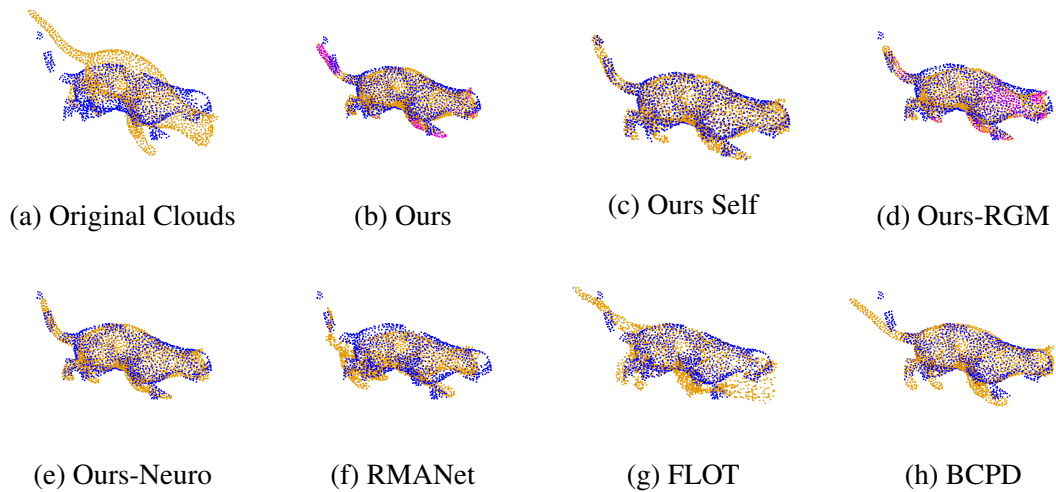 (a) Original Clouds
(b) Ours
(c) Ours Self
(d) Ours-RGM
(e) Ours-Neuro
(f) RMANet
(g) FLOT
(h) BCPD